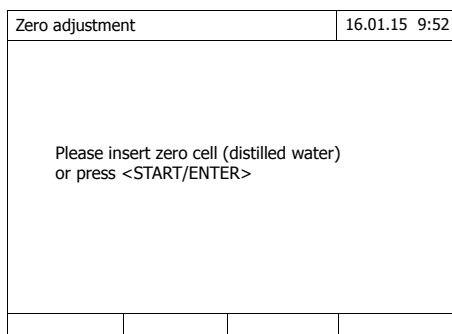 Zero adjustment
16.01.15 9:52
Please insert zero cell (distilled water)
or press <START/ENTER>